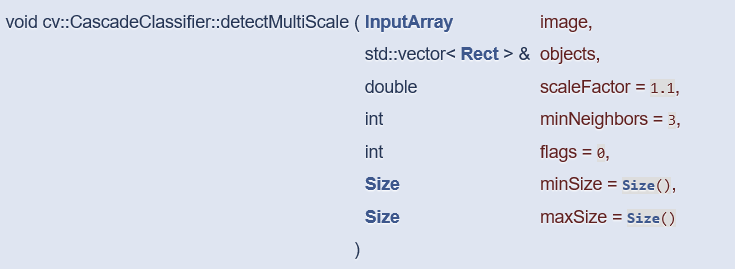 void cv::CascadeClassifier::detectMultiScale ( InputArray image,
std::vector< Rect > & objects,
double scaleFactor = 1.1,
int minNeighbors = 3,
int flags = 0,
Size minSize = Size(),
Size maxSize = Size()
)